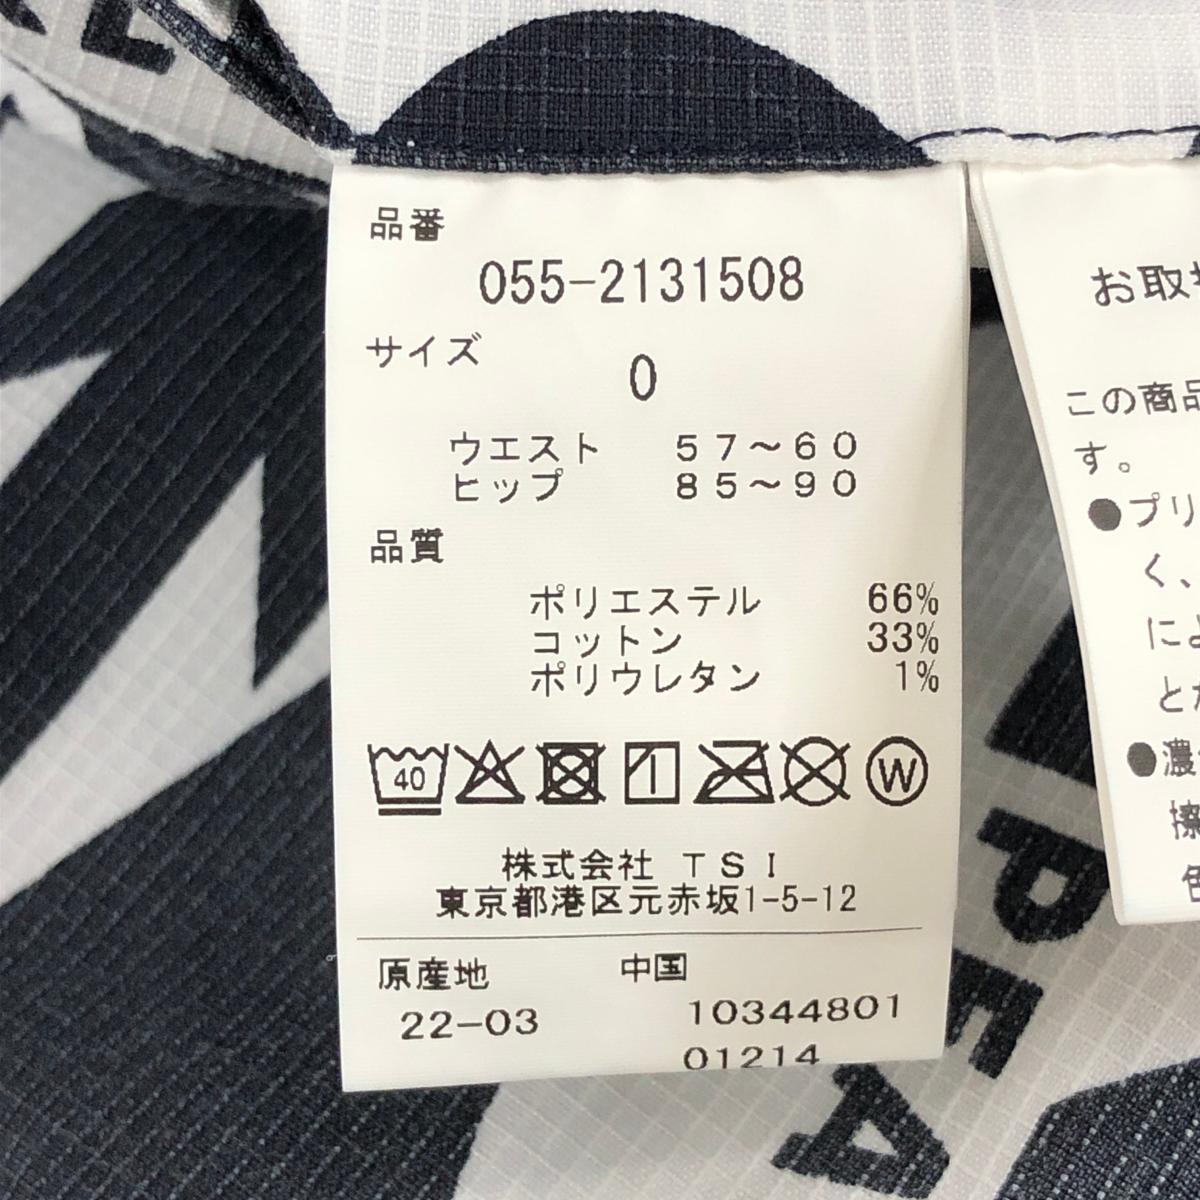 品番
055-2131508
サイズ
0
ウエスト 57～60
ヒップ 85～90
品質
ポリエステル 66%
コットン 33%
ポリウレタン 1%
40
W
株式会社 TSI
東京都港区元赤坂1-5-12
原産地 中国
22-03 10344801
01214
お取
この商品
す。
●プリ
く、
によ
とか
●濃
擦
色
PEA